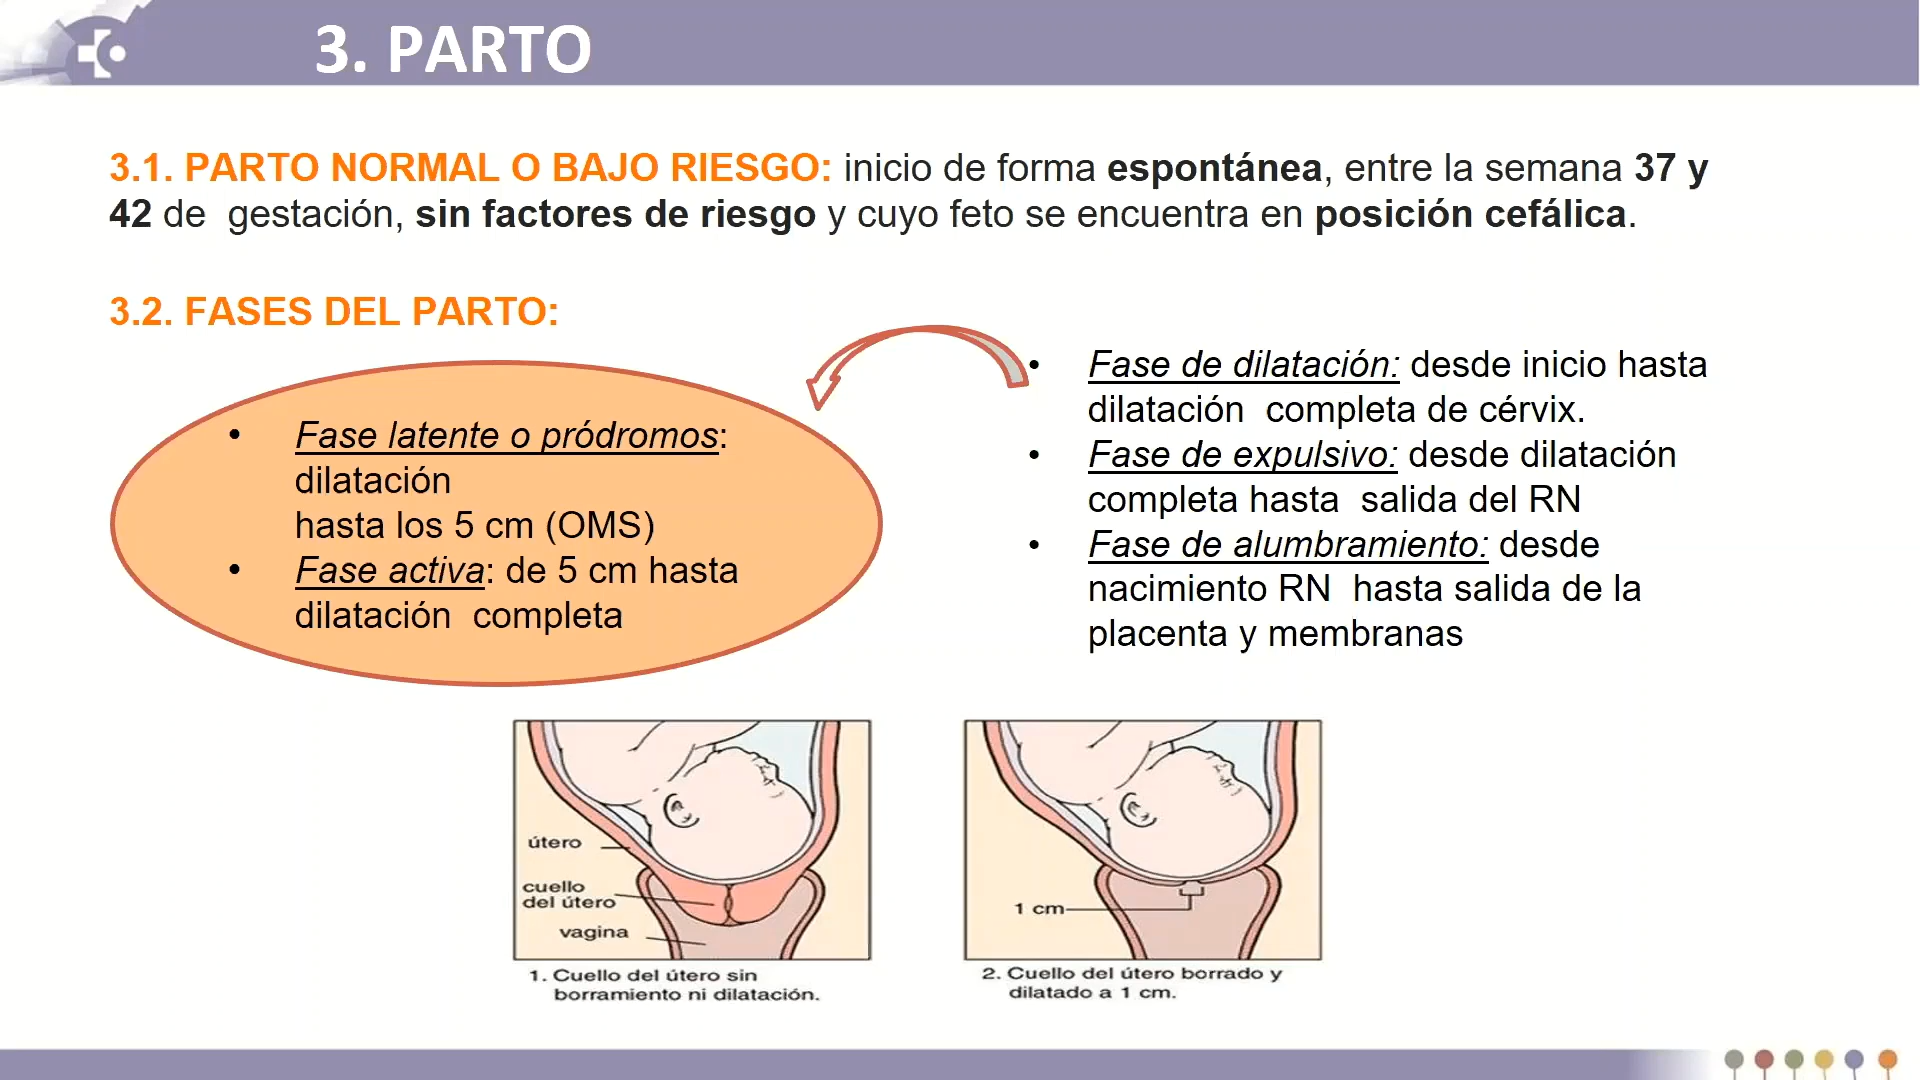 3. PARTO
3.1. PARTO NORMAL O BAJO RIESGO: inicio de forma espontánea, entre la semana 37 y
42 de gestación, sin factores de riesgo y cuyo feto se encuentra en posición cefálica.
3.2. FASES DEL PARTO:
• Fase latente o pródromos:
dilatación
hasta los 5 cm (OMS)
• Fase activa: de 5 cm hasta
dilatación completa
• Fase de dilatación: desde inicio hasta
dilatación completa de cérvix.
• Fase de expulsivo: desde dilatación
completa hasta salida del RN
• Fase de alumbramiento: desde
nacimiento RN hasta salida de la
placenta y membranas
útero
cuello
del útero
vagina
1. Cuello del útero sin
borramiento ni dilatación.
1 cm
2. Cuello del útero borrado y
dilatado a 1 cm.